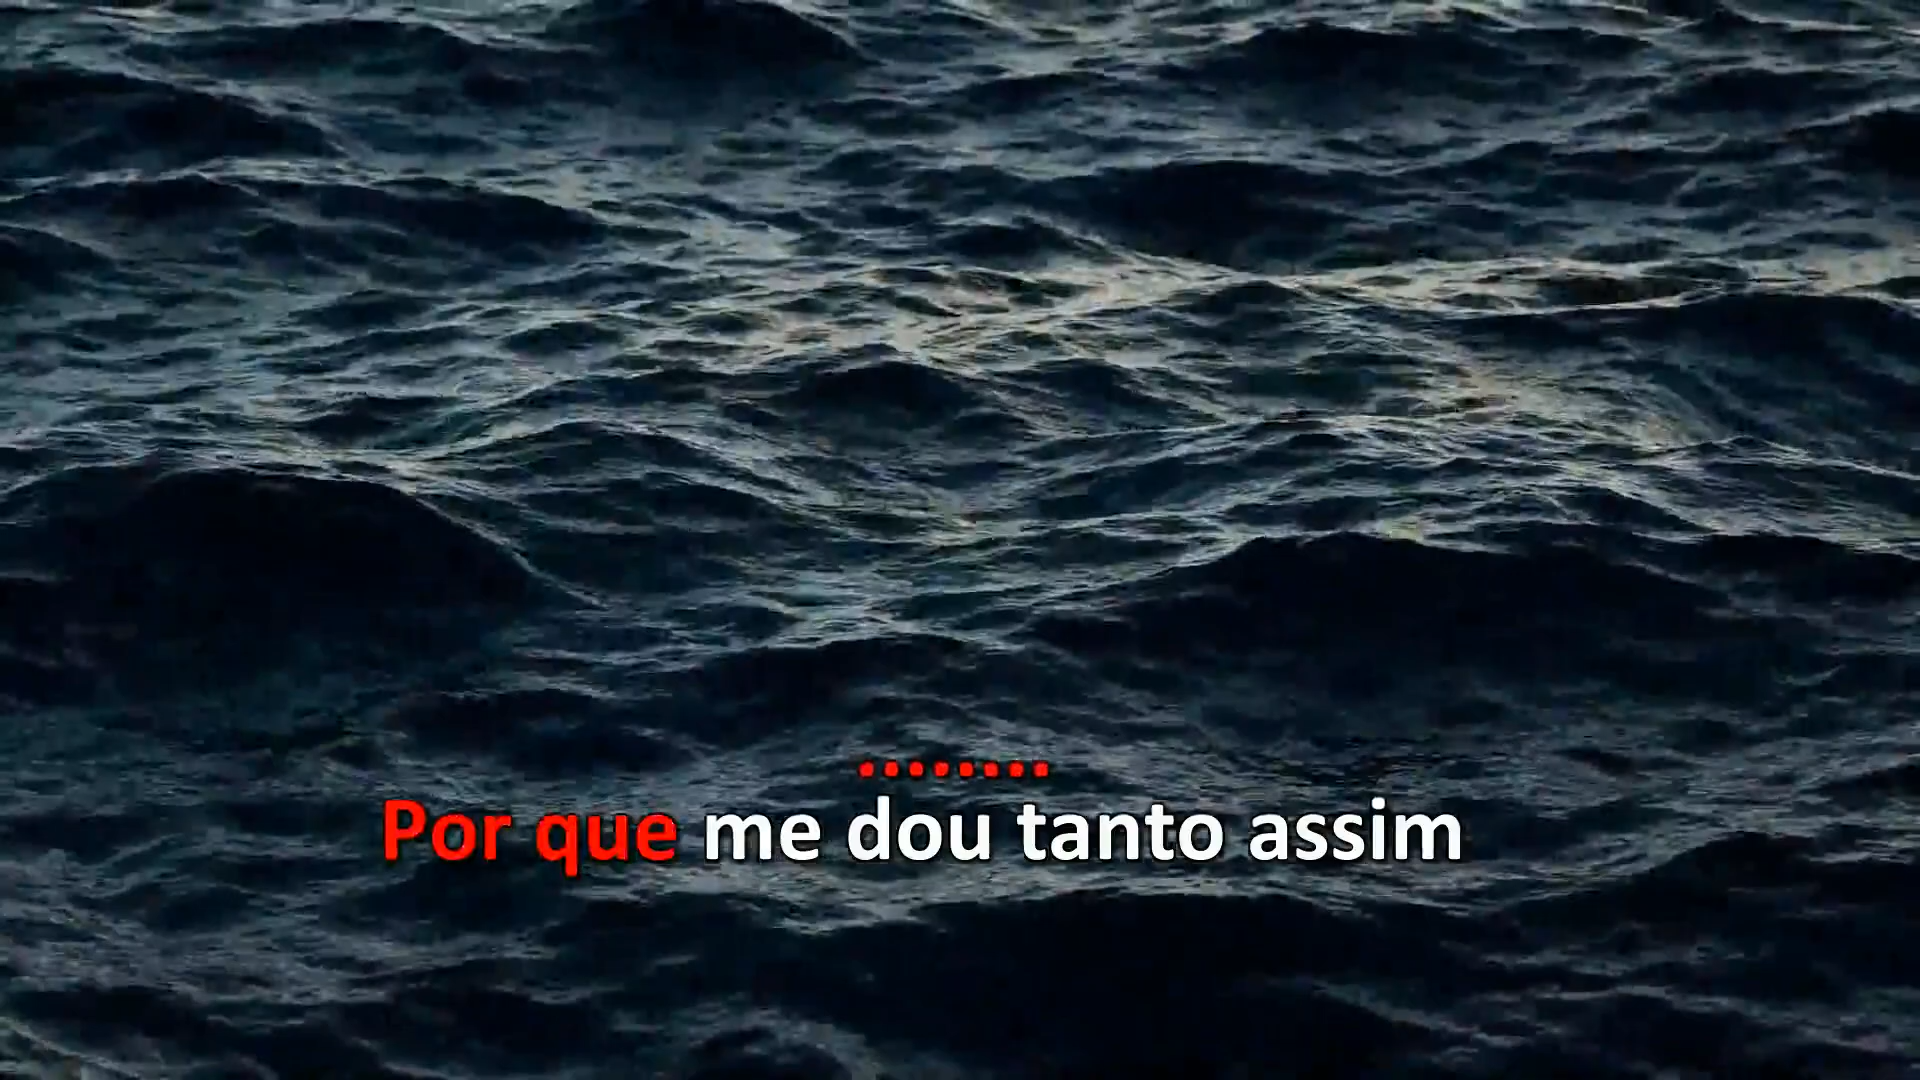 ........
Por que me dou tanto assim